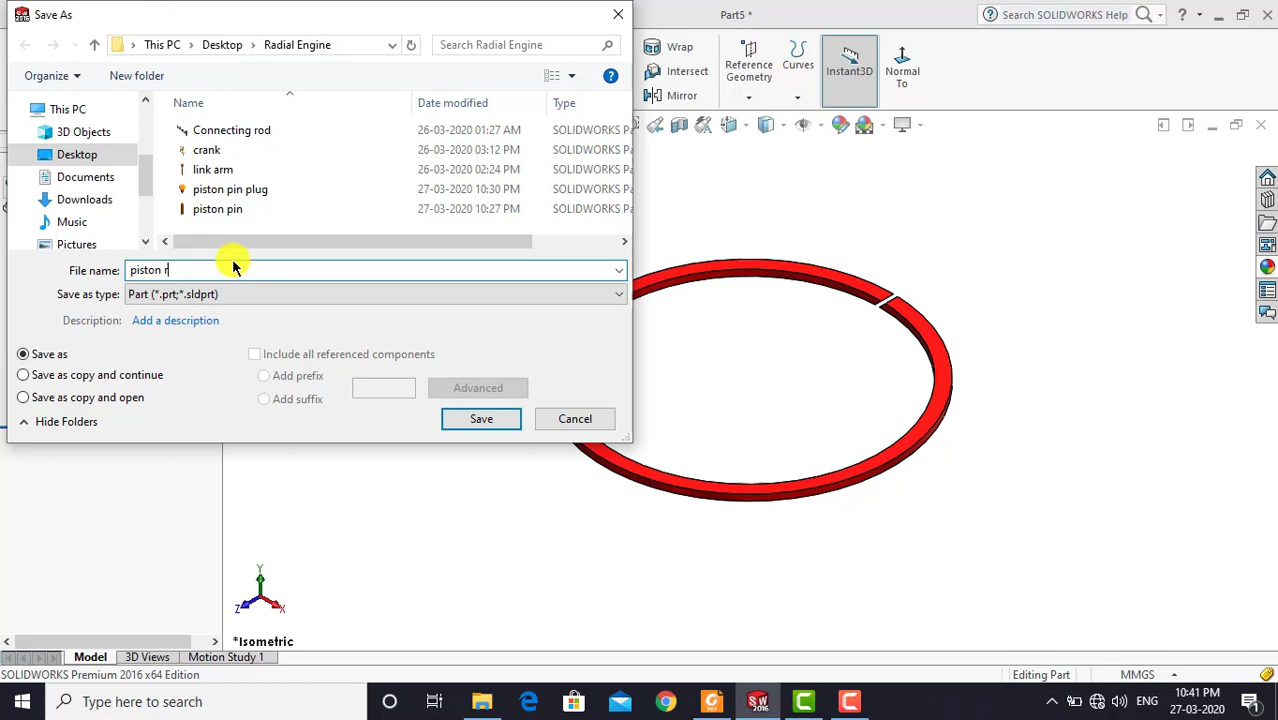 Save As
Part5 *
Search SOLIDWORKS Help
?
This PC
Desktop
Radial Engine
Search Radial Engine
Organize
New folder
?
Wrap
Intersect
Mirror
Reference
Geometry
Curves
Instant3D
Normal
To
This PC
3D Objects
Desktop
Documents
Downloads
Music
Pictures
Name
Date modified
Type
Connecting rod
26-03-2020 01:27 AM
SOLIDWORKS Pa
crank
26-03-2020 03:12 PM
SOLIDWORKS Pa
link arm
26-03-2020 02:24 PM
SOLIDWORKS Pa
piston pin plug
27-03-2020 10:30 PM
SOLIDWORKS Pa
piston pin
27-03-2020 10:27 PM
SOLIDWORKS Pa
File name:
piston r
Save as type:
Part (*.prt;*.sldprt)
Description:
Add a description
Save as
Save as copy and continue
Save as copy and open
Include all referenced components
Add prefix
Add suffix
Advanced
Hide Folders
Save
Cancel
Y
Z
X
*Isometric
Model
3D Views
Motion Study 1
SOLIDWORKS Premium 2016 x64 Edition
Editing Part
MMGS
Type here to search
ENG
10:41 PM
27-03-2020